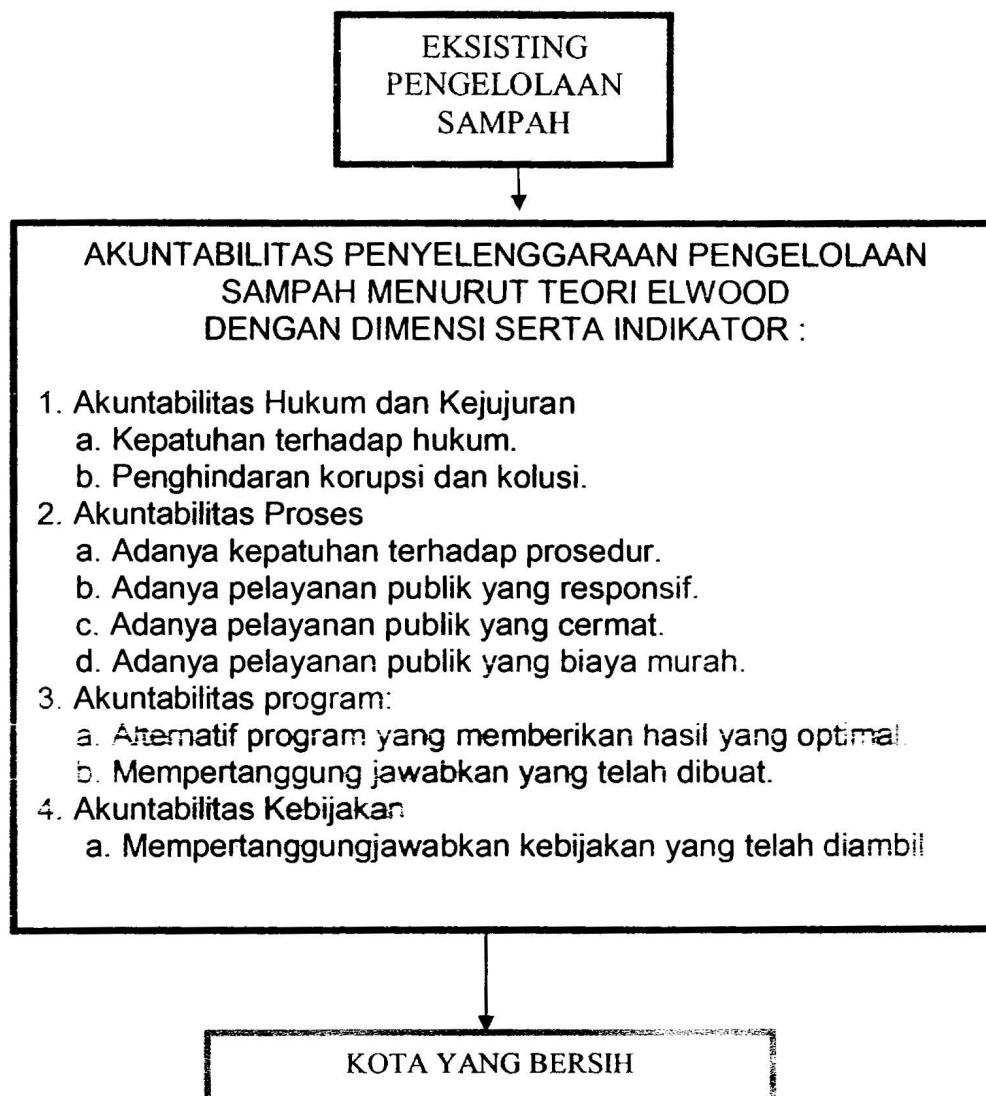 EKSISTING
PENGELOLAAN
SAMPAH
AKUNTABILITAS PENYELENGGARAAN PENGELOLAAN
SAMPAH MENURUT TEORI ELWOOD
DENGAN DIMENSI SERTA INDIKATOR :
1. Akuntabilitas Hukum dan Kejujuran
a. Kepatuhan terhadap hukum.
b. Penghindaran korupsi dan kolusi.
2. Akuntabilitas Proses
a. Adanya kepatuhan terhadap prosedur.
b. Adanya pelayanan publik yang responsif.
c. Adanya pelayanan publik yang cermat.
d. Adanya pelayanan publik yang biaya murah.
3. Akuntabilitas program:
a. Alternatif program yang memberikan hasil yang optimal.
b. Mempertanggung jawabkan yang telah dibuat.
4. Akuntabilitas Kebijakan
a. Mempertanggungjawabkan kebijakan yang telah diambil
KOTA YANG BERSIH